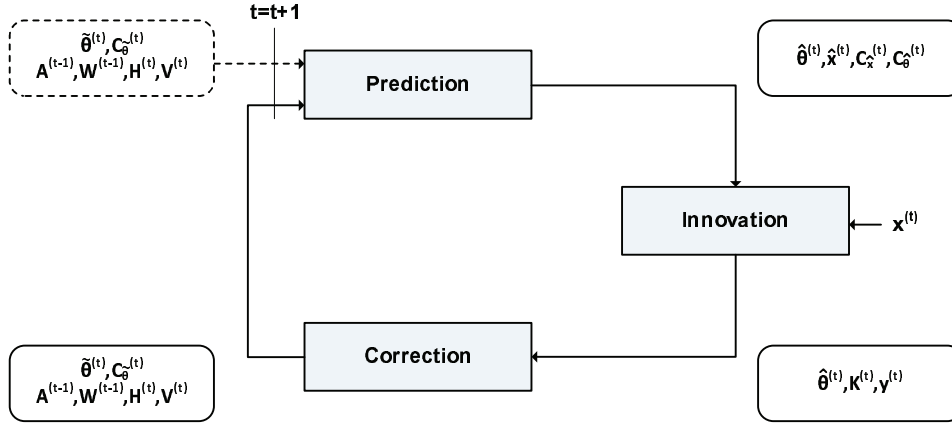 t=t+1
θ̃^(t),C_θ̃^(t)
A^(t-1),W^(t-1),H^(t),V^(t)
Prediction
θ̂^(t),x̂^(t),C_x̂^(t),C_θ̂^(t)
Innovation
x^(t)
Correction
θ̃^(t),C_θ̃^(t)
A^(t-1),W^(t-1),H^(t),V^(t)
θ̂^(t),K^(t),y^(t)